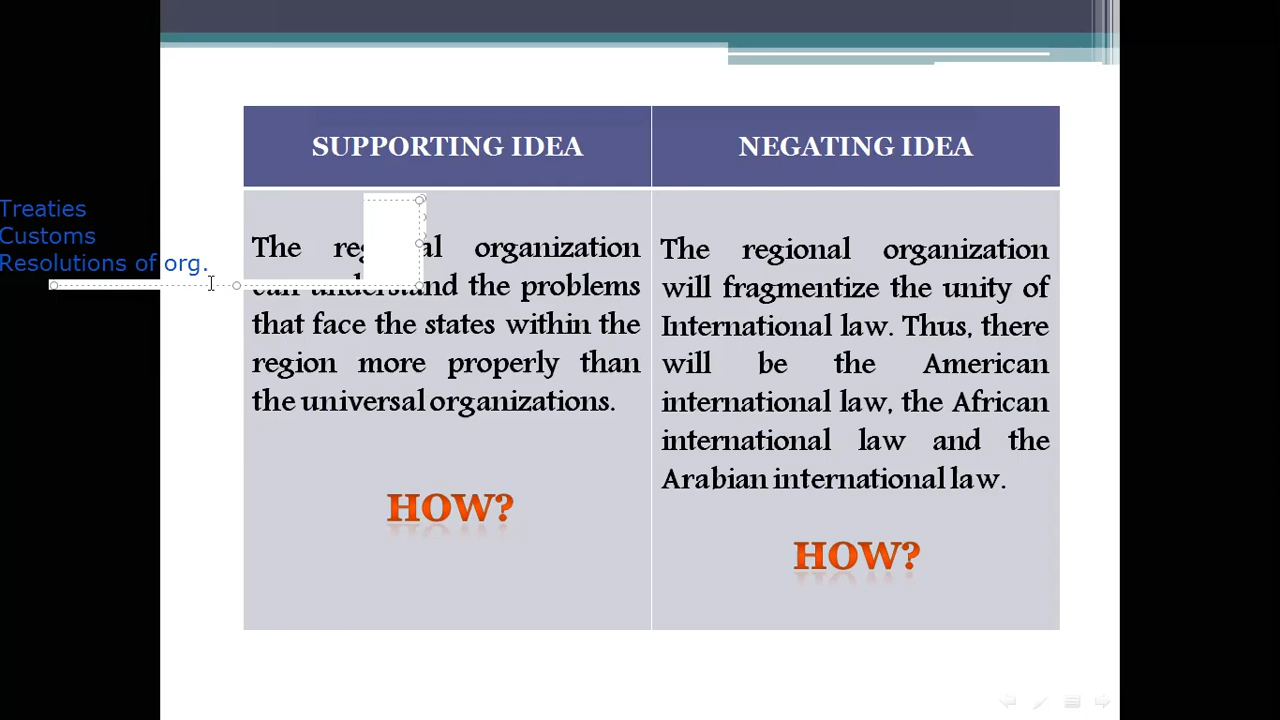 SUPPORTING IDEA
NEGATING IDEA
Treaties
Customs
Resolutions of org.
The organization
can understand the problems
that face the states within the
region more properly than
the universal organizations.
HOW?
The regional organization
will fragmentize the unity of
International law. Thus, there
will be the American
international law, the African
international law and the
Arabian international law.
HOW?